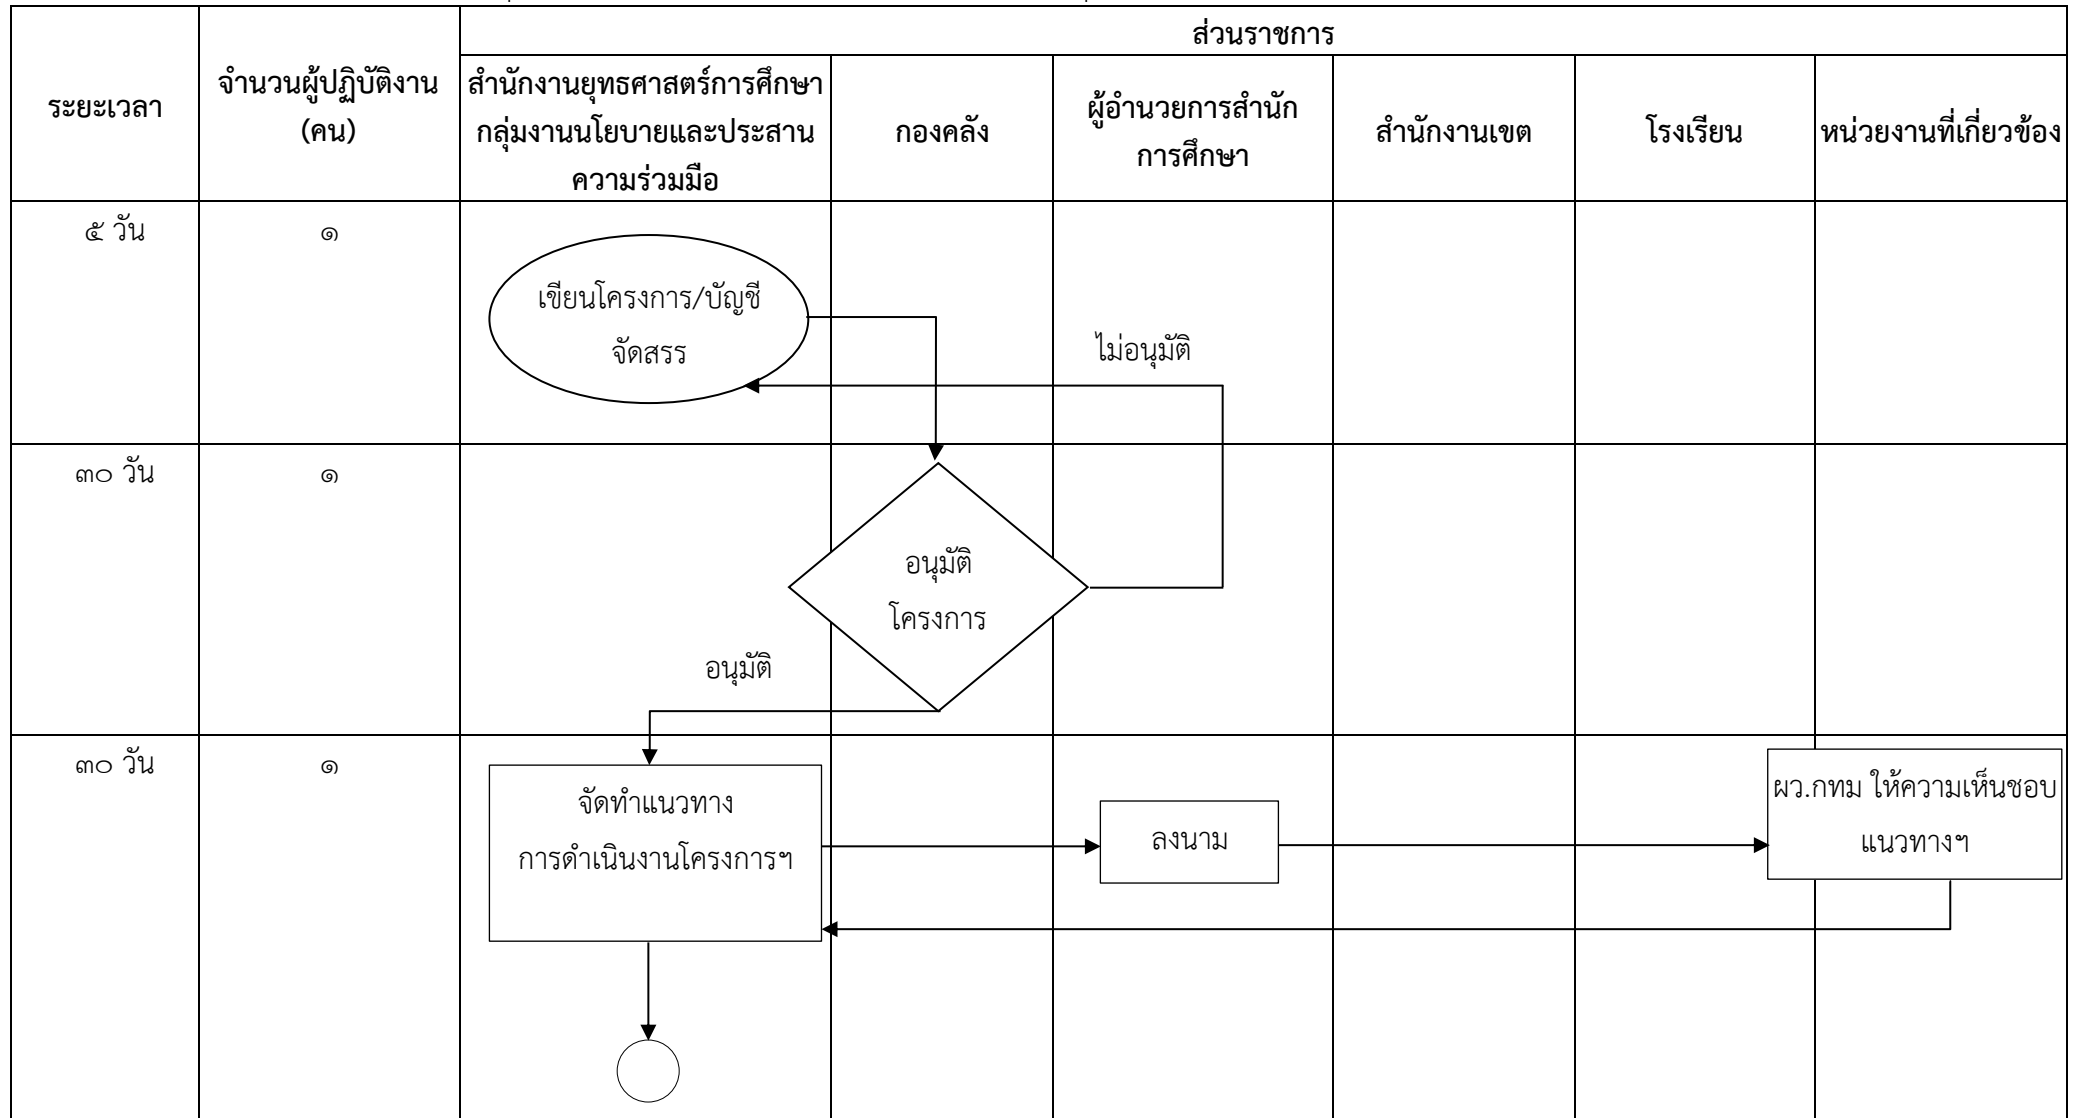 ส่วนราชการ
ระยะเวลา
จำนวนผู้ปฏิบัติงาน
(คน)
สำนักงานยุทธศาสตร์การศึกษา
กลุ่มงานนโยบายและประสาน
ความร่วมมือ
กองคลัง
ผู้อำนวยการสำนัก
การศึกษา
สำนักงานเขต
โรงเรียน
หน่วยงานที่เกี่ยวข้อง
๕ วัน
๑
เขียนโครงการ/บัญชี
จัดสรร
ไม่อนุมัติ
๓๐ วัน
๑
อนุมัติ
โครงการ
อนุมัติ
๓๐ วัน
๑
จัดทำแนวทาง
การดำเนินงานโครงการฯ
ลงนาม
ผว.กทม ให้ความเห็นชอบ
แนวทางฯ